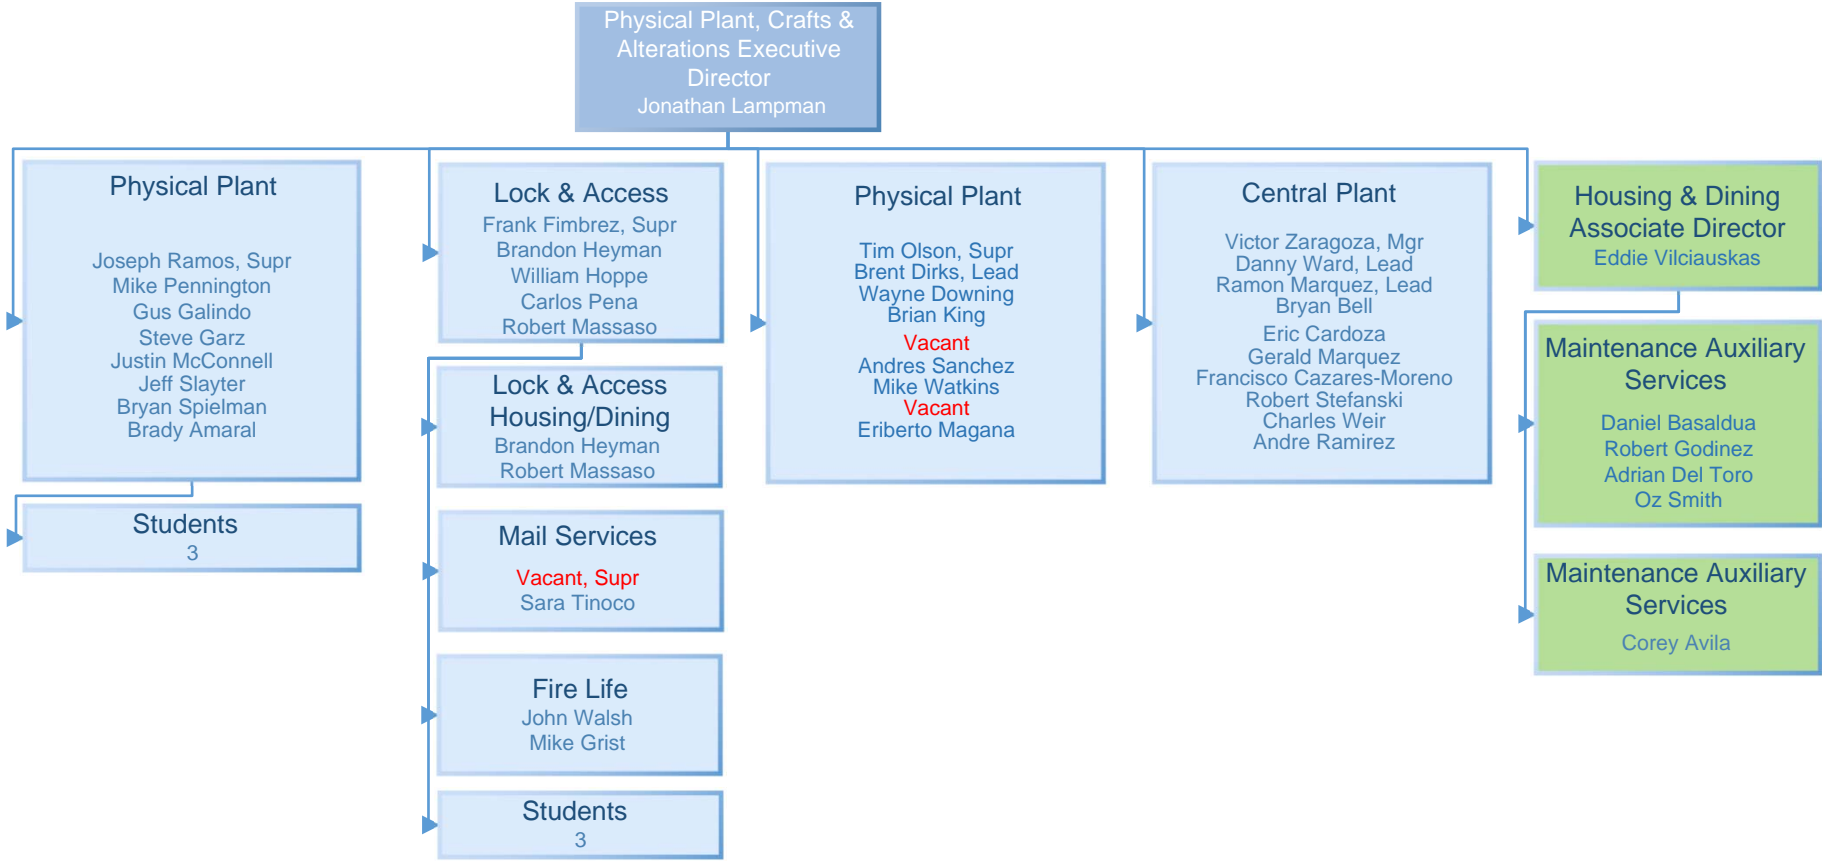 Physical Plant, Crafts &
Alterations Executive
Director
Jonathan Lampman
Physical Plant
Joseph Ramos, Supr
Mike Pennington
Gus Galindo
Steve Garz
Justin McConnell
Jeff Slayter
Bryan Spielman
Brady Amaral
Students
3
Lock & Access
Frank Fimbrez, Supr
Brandon Heyman
William Hoppe
Carlos Pena
Robert Massaso
Lock & Access
Housing/Dining
Brandon Heyman
Robert Massaso
Mail Services
Vacant, Supr
Sara Tinoco
Fire Life
John Walsh
Mike Grist
Students
3
Physical Plant
Tim Olson, Supr
Brent Dirks, Lead
Wayne Downing
Brian King
Vacant
Andres Sanchez
Mike Watkins
Vacant
Eriberto Magana
Central Plant
Victor Zaragoza, Mgr
Danny Ward, Lead
Ramon Marquez, Lead
Bryan Bell
Eric Cardoza
Gerald Marquez
Francisco Cazares-Moreno
Robert Stefanski
Charles Weir
Andre Ramirez
Housing & Dining
Associate Director
Eddie Vilciauskas
Maintenance Auxiliary
Services
Daniel Basaldua
Robert Godinez
Adrian Del Toro
Oz Smith
Maintenance Auxiliary
Services
Corey Avila